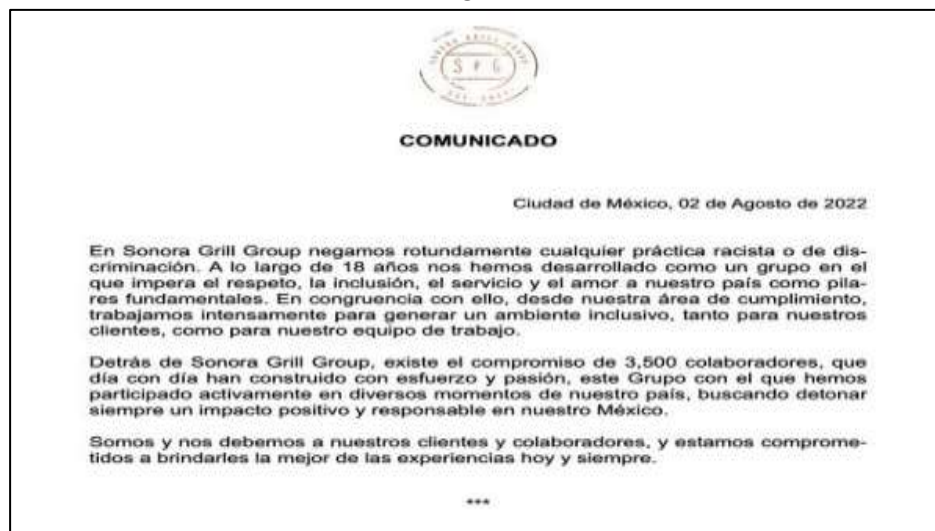 S G
COMUNICADO
Ciudad de México, 02 de Agosto de 2022
En Sonora Grill Group negamos rotundamente cualquier práctica racista o de dis-
criminación. A lo largo de 18 años nos hemos desarrollado como un grupo en el
que impera el respeto, la inclusión, el servicio y el amor a nuestro país como pila-
res fundamentales. En congruencia con ello, desde nuestra área de cumplimiento,
trabajamos intensamente para generar un ambiente inclusivo, tanto para nuestros
clientes, como para nuestro equipo de trabajo.
Detrás de Sonora Grill Group, existe el compromiso de 3,500 colaboradores, que
día con día han construido con esfuerzo y pasión, este Grupo con el que hemos
participado activamente en diversos momentos de nuestro país, buscando detonar
siempre un impacto positivo y responsable en nuestro México.
Somos y nos debemos a nuestros clientes y colaboradores, y estamos comprome-
tidos a brindarles la mejor de las experiencias hoy y siempre.
***